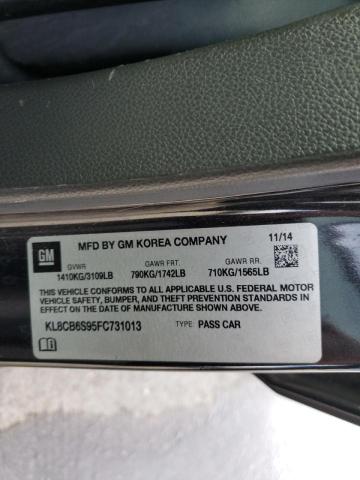 GM
MFD BY GM KOREA COMPANY 11/14
GVWR GAWR FRT. GAWR RR.
1410KG/3109LB 790KG/1742LB 710KG/1565LB
THIS VEHICLE CONFORMS TO ALL APPLICABLE U.S. FEDERAL MOTOR
VEHICLE SAFETY, BUMPER, AND THEFT PREVENTION STANDARDS IN
EFFECT ON THE DATE OF MANUFACTURE SHOWN ABOVE.
KL8CB6S95FC731013 TYPE: PASS CAR